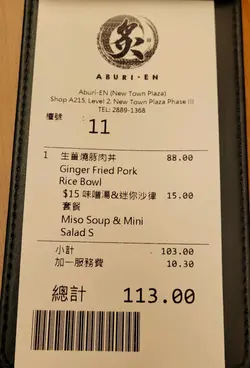 炙
ABURI-EN
Aburi-EN (New Town Plaza)
Shop A215, Level 2, New Town Plaza Phase III
TEL: 2889-1368
檯號
11
1 生薑燒豚肉丼 88.00
Ginger Fried Pork
Rice Bowl
$15 味噌湯&迷你沙律 15.00
套餐
Miso Soup & Mini
Salad S
小計 103.00
加一服務費 10.30
總計 113.00